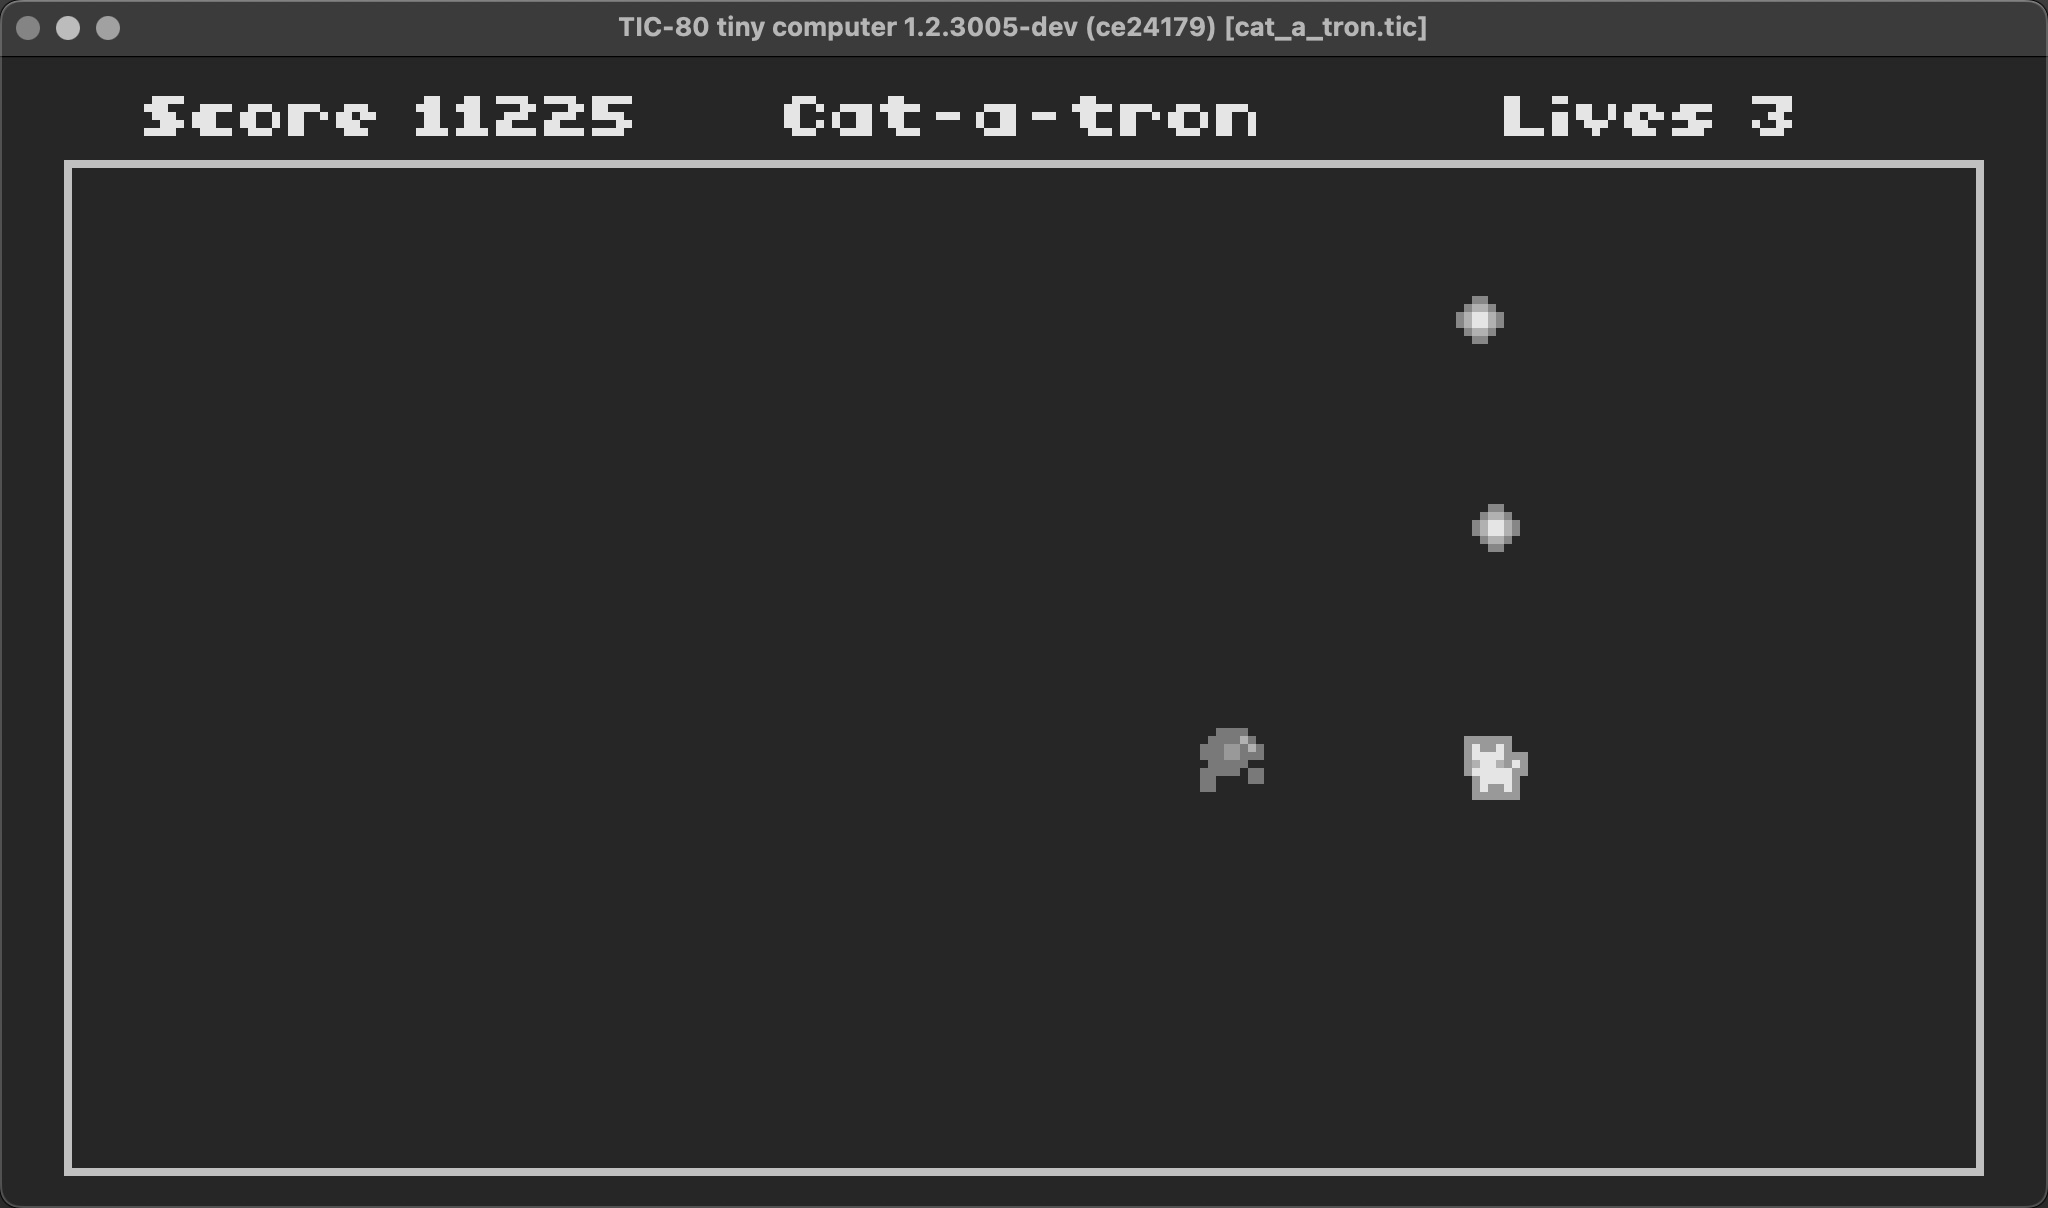 TIC-80 tiny computer 1.2.3005-dev (ce24179) [cat_a_tron.tic]
Score 11225 Cat-a-tron Lives 3